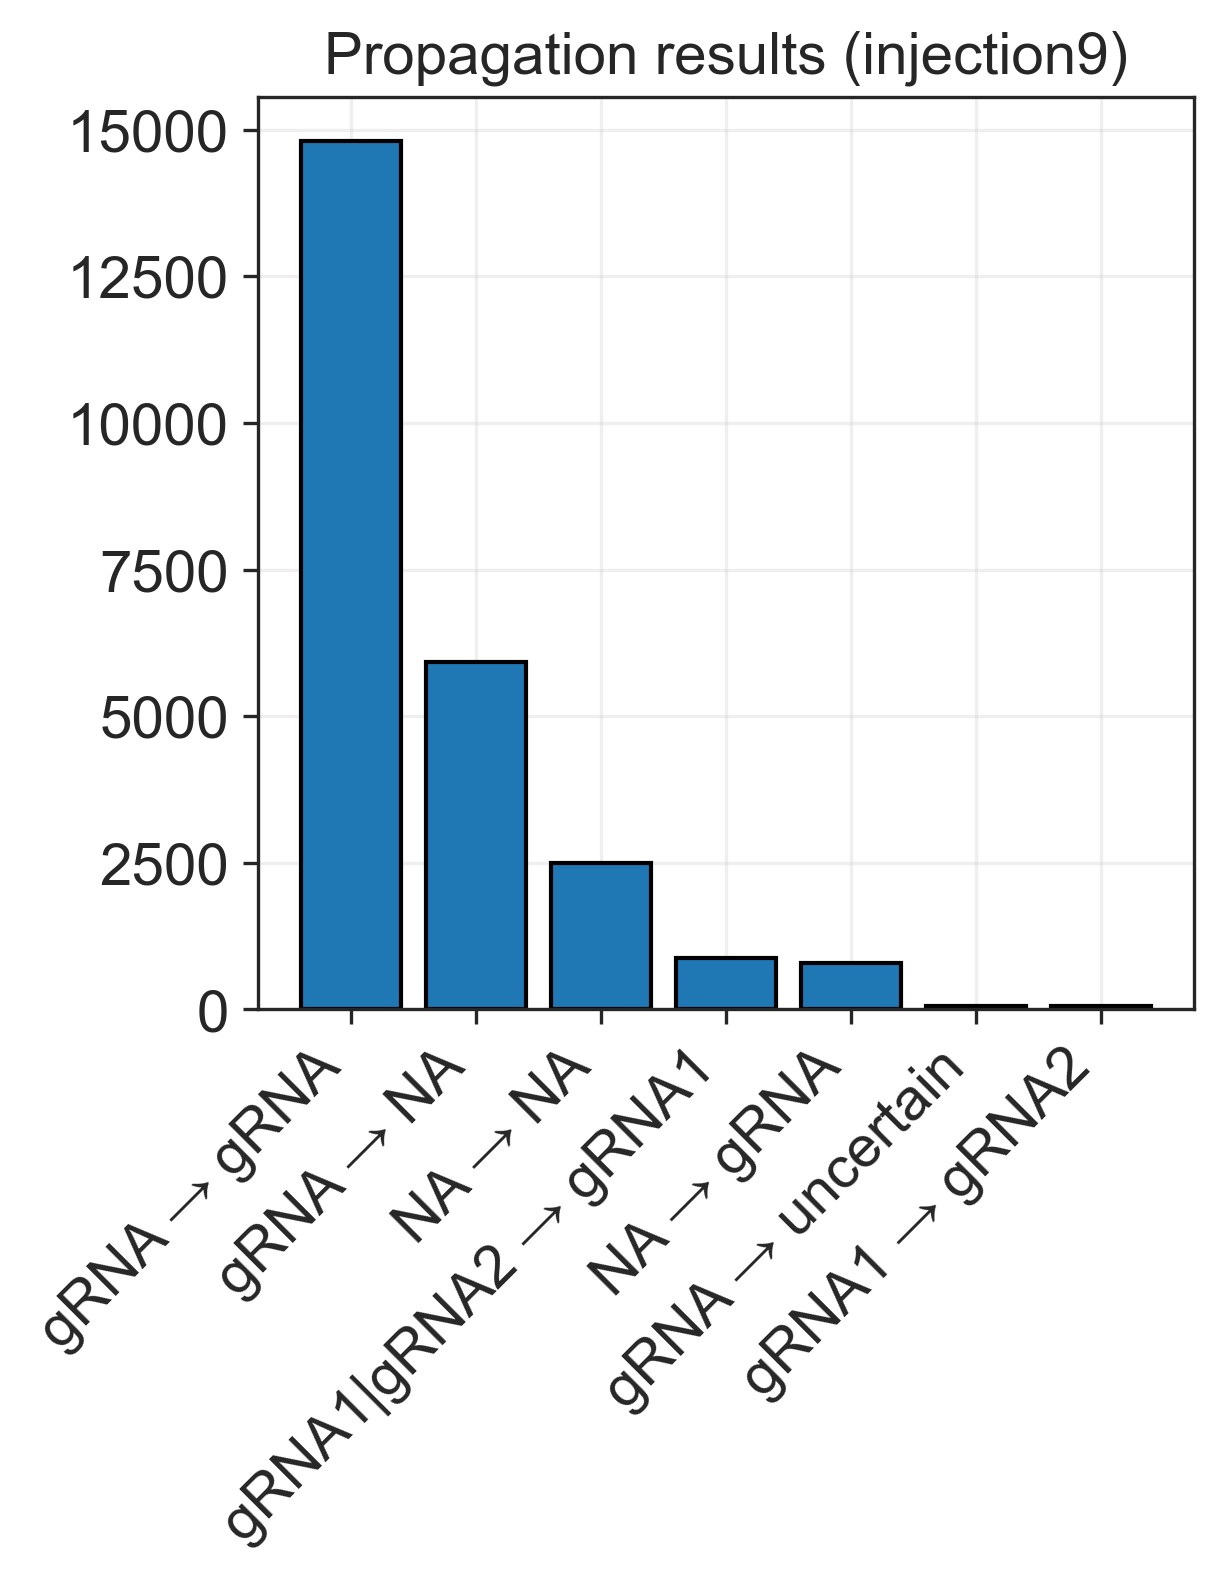 Propagation results (injection9)
15000
12500
10000
7500
5000
2500
0
gRNA → gRNA
gRNA → NA
NA → NA
gRNA1|gRNA2 → gRNA1
NA → gRNA
gRNA → uncertain
gRNA1 → gRNA2